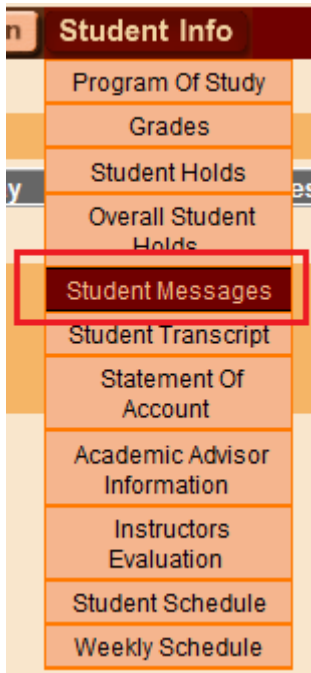 n
Student Info
Program Of Study
Grades
Student Holds
y
es
Overall Student
Holds
Student Messages
Student Transcript
Statement Of
Account
Academic Advisor
Information
Instructors
Evaluation
Student Schedule
Weekly Schedule